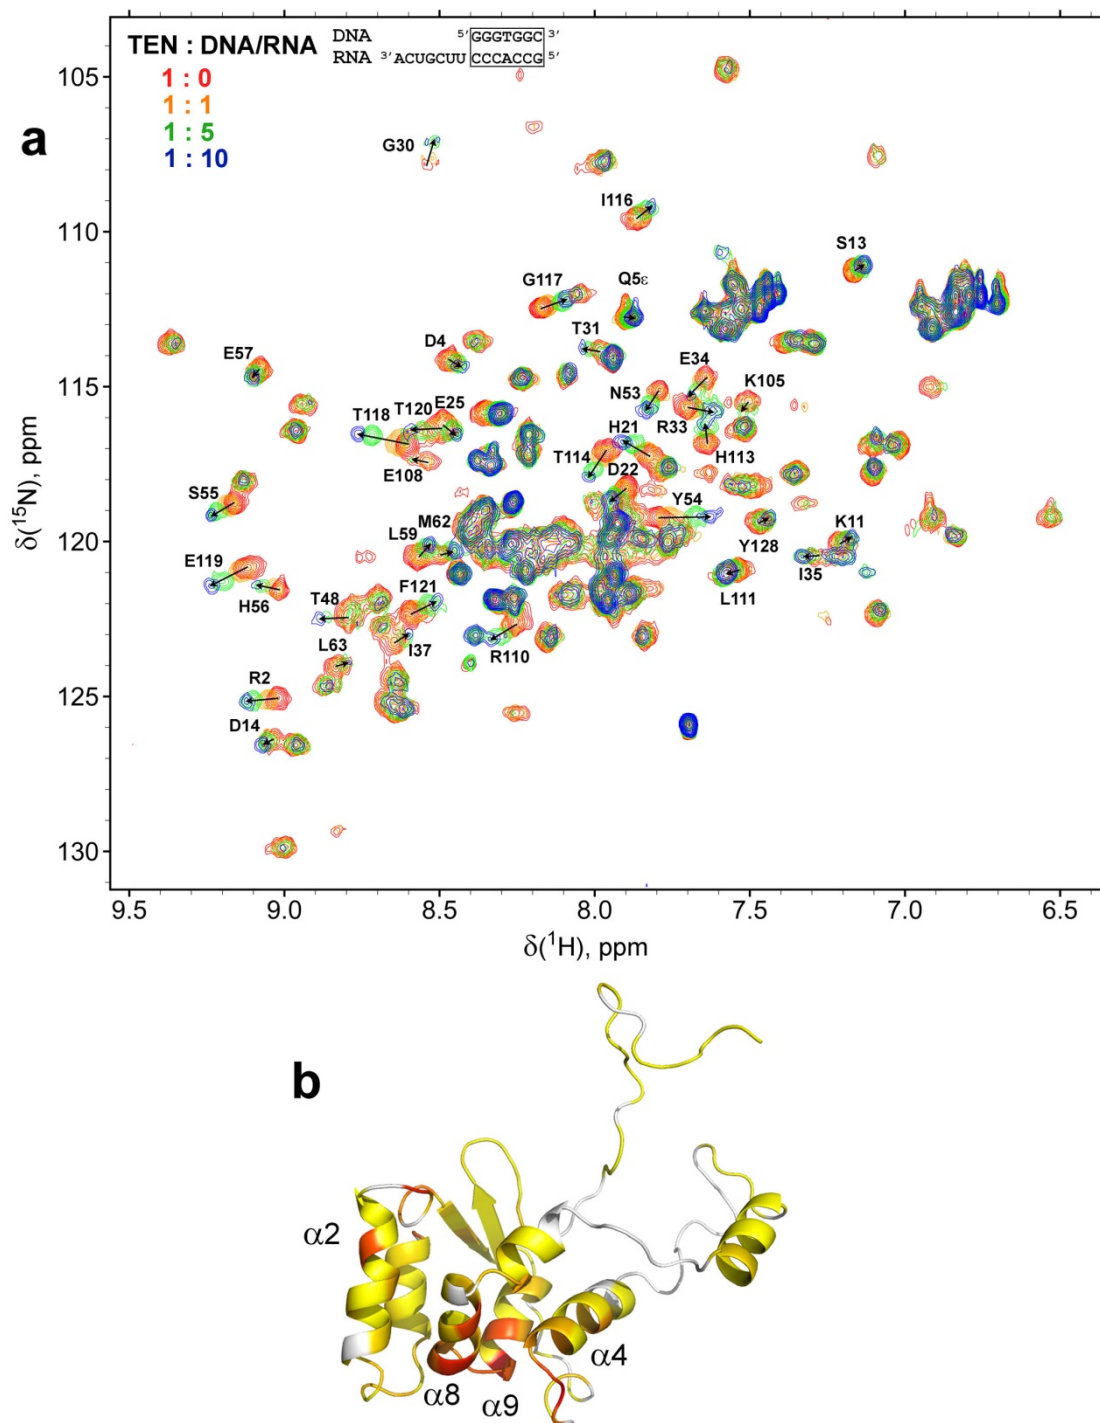 a
TEN : DNA/RNA
1 : 0
1 : 1
1 : 5
1 : 10
DNA 5' GGGTGGC 3'
RNA 3' ACUGCUU CCCACCG 5'
105
110
115
120
125
130
δ(¹⁵N), ppm
G30
I116
S13
G117
Q5ε
D4
T31
E57
E34
K105
N53
T118
T120
E25
R33
H21
H113
T114
E108
D22
S55
Y54
M62
K11
L59
Y128
I35
E119
L111
H56
T48
F121
L63
I37
R110
R2
D14
9.5 9.0 8.5 8.0 7.5 7.0 6.5
δ(¹H), ppm
b
α2
α8
α9
α4